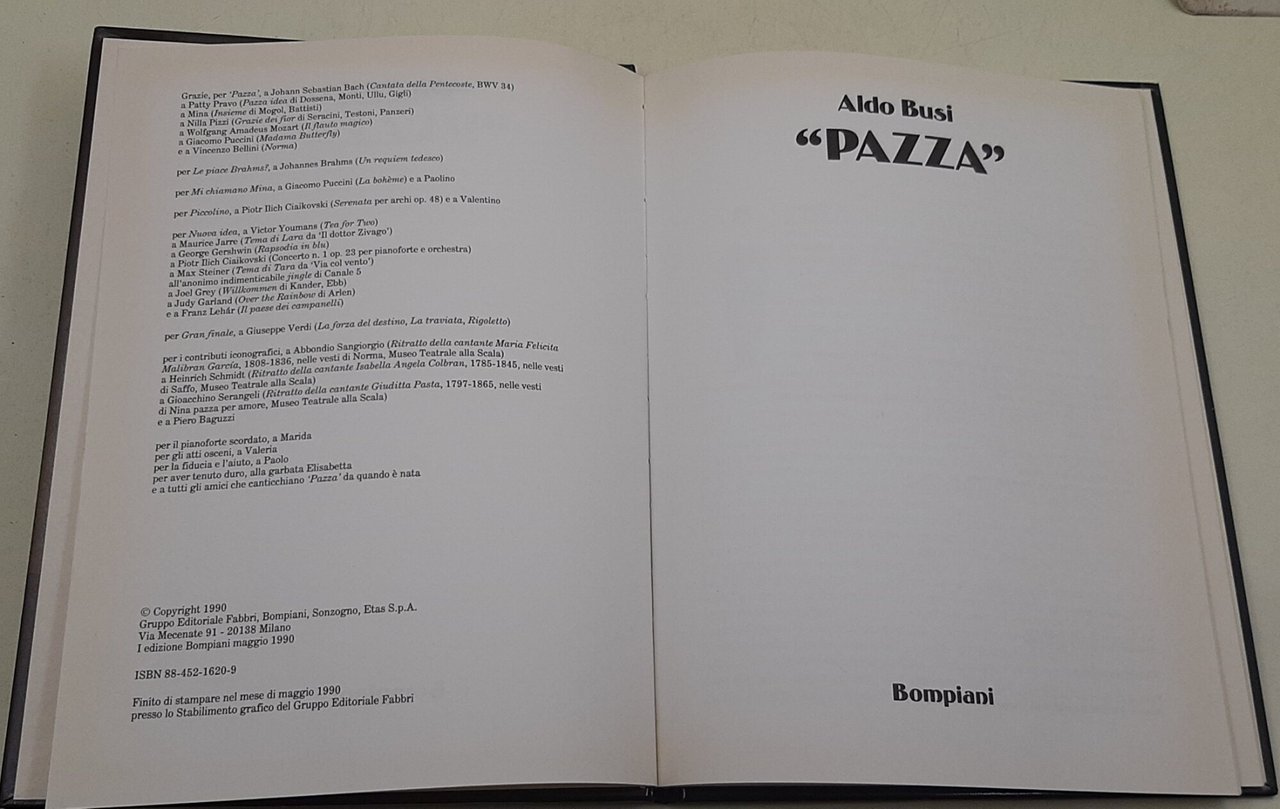 Grazie, per 'Pazza', a Johann Sebastian Bach (Cantata della Pentecoste, BWV 34)
a Patty Pravo (Pazza idea di Dossena, Monti, Ullu, Gigli)
a Mina (Insieme di Mogol, Battisti)
a Nilla Pizzi (Grazie dei fior di Seracini, Testoni, Panzeri)
a Wolfgang Amadeus Mozart (Il flauto magico)
a Giacomo Puccini (Madama Butterfly)
e a Vincenzo Bellini (Norma)
per Le piace Brahms?, a Johannes Brahms (Un requiem tedesco)
per Mi chiamano Mina, a Giacomo Puccini (La bohème) e a Paolino
per Piccolino, a Piotr Ilich Ciaikovski (Serenata per archi op. 48) e a Valentino
per Nuova idea, a Victor Youmans (Tea for Two)
a Maurice Jarre (Tema di Lara da 'Il dottor Zivago')
a George Gershwin (Rapsodia in blu)
a Piotr Ilich Ciaikovski (Concerto n. 1 op. 23 per pianoforte e orchestra)
a Max Steiner (Tema di Tara da 'Via col vento')
all'anonimo indimenticabile jingle di Canale 5
a Joel Grey (Willkommen di Kander, Ebb)
a Judy Garland (Over the Rainbow di Arlen)
e a Franz Lehár (Il paese dei campanelli)
per Gran finale, a Giuseppe Verdi (La forza del destino, La traviata, Rigoletto)
per i contributi iconografici, a Abbondio Sangiorgio (Ritratto della cantante Maria Felicita
Malibran García, 1808-1836, nelle vesti di Norma, Museo Teatrale alla Scala)
a Heinrich Schmidt (Ritratto della cantante Isabella Angela Colbran, 1785-1845, nelle vesti
di Saffo, Museo Teatrale alla Scala)
a Gioacchino Serangeli (Ritratto della cantante Giuditta Pasta, 1797-1865, nelle vesti
di Nina pazza per amore, Museo Teatrale alla Scala)
e a Piero Baguzzi
per il pianoforte scordato, a Marida
per gli atti osceni, a Valeria
per la fiducia e l'aiuto, a Paolo
per aver tenuto duro, alla garbata Elisabetta
e a tutti gli amici che canticchiano 'Pazza' da quando è nata
© Copyright 1990
Gruppo Editoriale Fabbri, Bompiani, Sonzogno, Etas S.p.A.
Via Mecenate 91 - 20138 Milano
I edizione Bompiani maggio 1990
ISBN 88-452-1620-9
Finito di stampare nel mese di maggio 1990
presso lo Stabilimento grafico del Gruppo Editoriale Fabbri
Aldo Busi
“PAZZA”
Bompiani